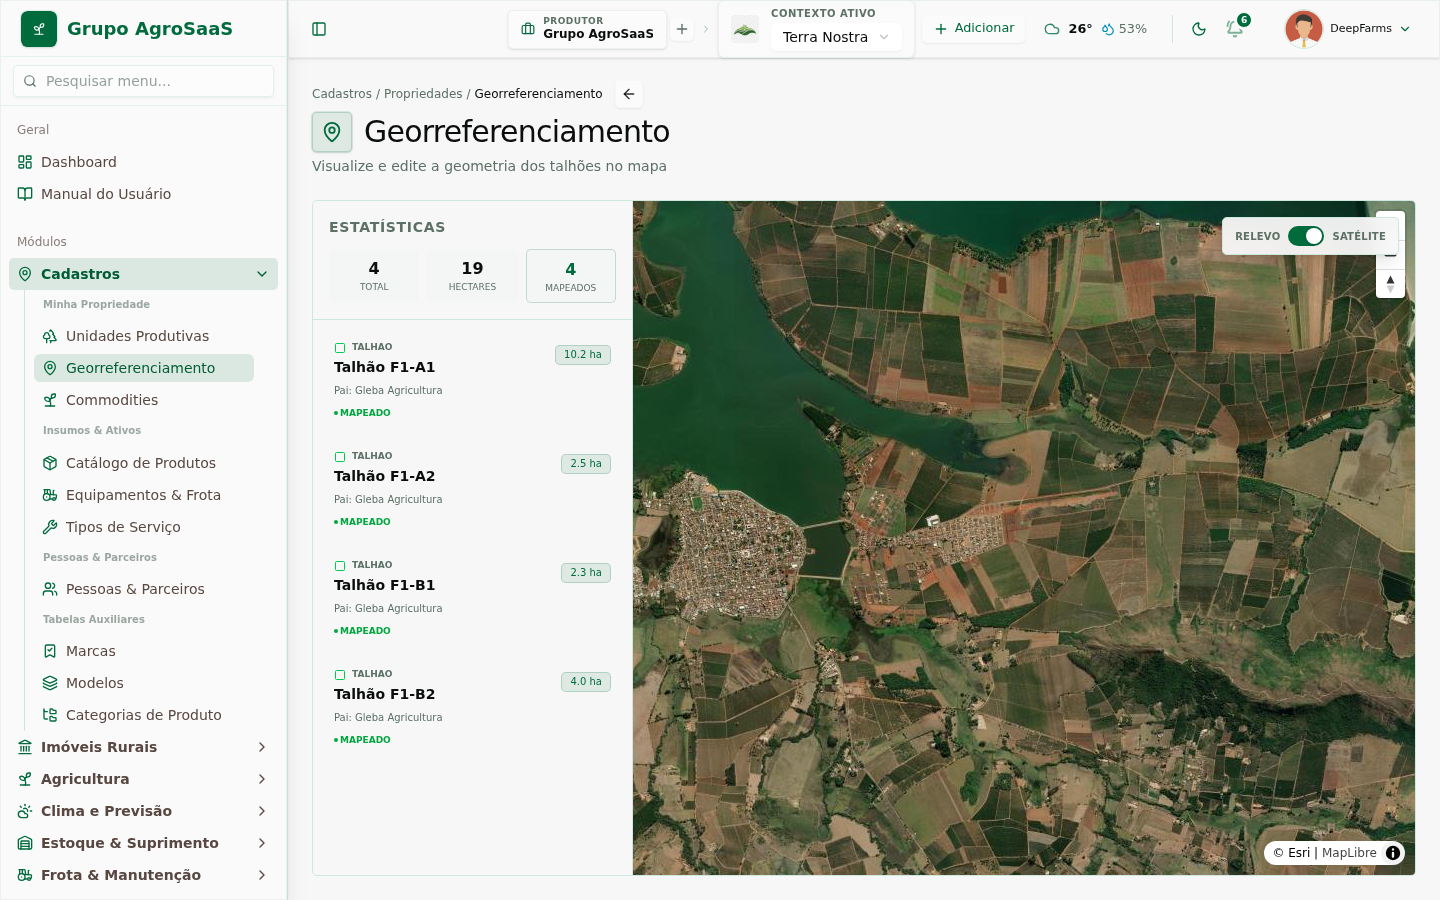 Grupo AgroSaaS
Pesquisar menu...
Geral
Dashboard
Manual do Usuário
Módulos
Cadastros
Minha Propriedade
Unidades Produtivas
Georreferenciamento
Commodities
Insumos & Ativos
Catálogo de Produtos
Equipamentos & Frota
Tipos de Serviço
Pessoas & Parceiros
Pessoas & Parceiros
Tabelas Auxiliares
Marcas
Modelos
Categorias de Produto
Imóveis Rurais
Agricultura
Clima e Previsão
Estoque & Suprimento
Frota & Manutenção
PRODUTOR
Grupo AgroSaaS
CONTEXTO ATIVO
Terra Nostra
Adicionar
26°
53%
6
DeepFarms
Cadastros / Propriedades / Georreferenciamento
Georreferenciamento
Visualize e edite a geometria dos talhões no mapa
ESTATÍSTICAS
4
TOTAL
19
HECTARES
4
MAPEADOS
TALHAO
Talhão F1-A1
10.2 ha
Pai: Gleba Agricultura
MAPEADO
TALHAO
Talhão F1-A2
2.5 ha
Pai: Gleba Agricultura
MAPEADO
TALHAO
Talhão F1-B1
2.3 ha
Pai: Gleba Agricultura
MAPEADO
TALHAO
Talhão F1-B2
4.0 ha
Pai: Gleba Agricultura
MAPEADO
RELEVO
SATÉLITE
© Esri | MapLibre